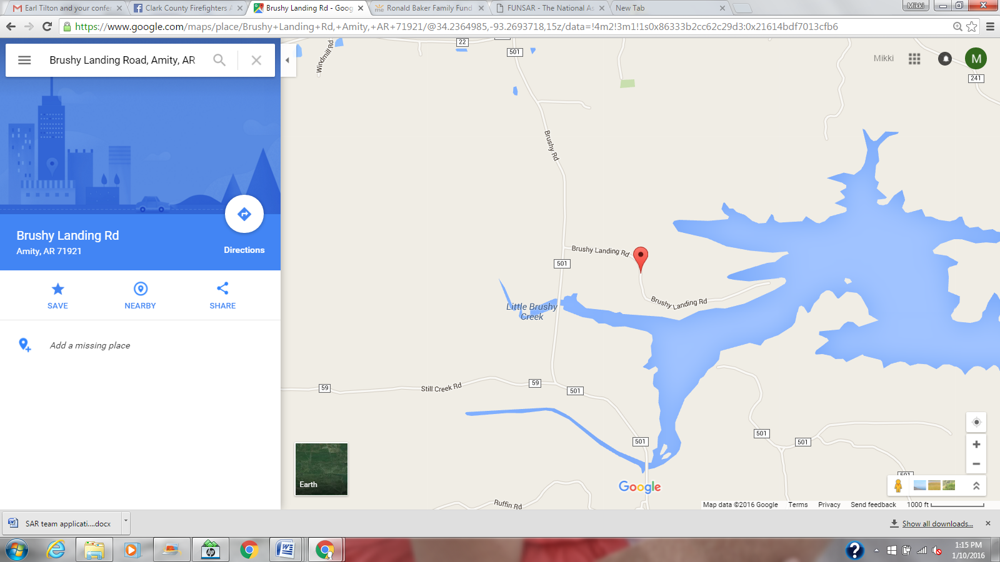 Earl Tilton and your confer
Clark County Firefighters A
Brushy Landing Rd - Goog
Ronald Baker Family Fund
FUNSAR - The National As
New Tab
Mikki
https://www.google.com/maps/place/Brushy+Landing+Rd,+Amity,+AR+71921/@34.2364985,-93.2693718,15z/data=!4m2!3m1!1s0x86333b2cc62c29d3:0x21614bdf7013cfb6
Brushy Landing Road, Amity, AR
Brushy Landing Rd
Amity, AR 71921
Directions
SAVE
NEARBY
SHARE
Add a missing place
Windmill Rd
22
501
Mikki
M
241
Brushy Rd
Brushy Landing Rd
501
Brushy Landing Rd
Little Brushy
Creek
59
Still Creek Rd
59
501
501
501
501
501
Earth
Google
Ruffin Rd
Map data ©2016 Google
Terms
Privacy
Send feedback
1000 ft
SAR team applicati....docx
Show all downloads...
hp
W
?
1:15 PM
1/10/2016